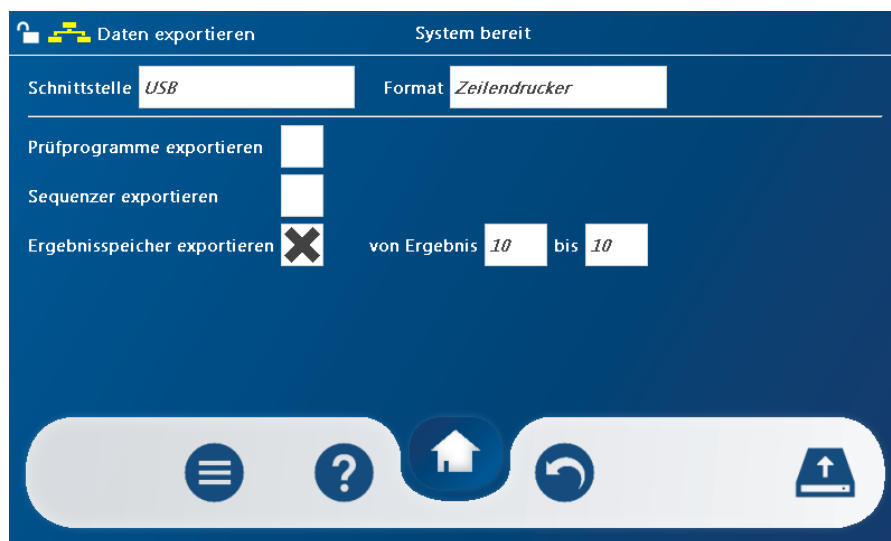 Daten exportieren System bereit
Schnittstelle USB Format Zeilendrucker
Prüfprogramme exportieren
Sequenzer exportieren
Ergebnisspeicher exportieren von Ergebnis 10 bis 10
?